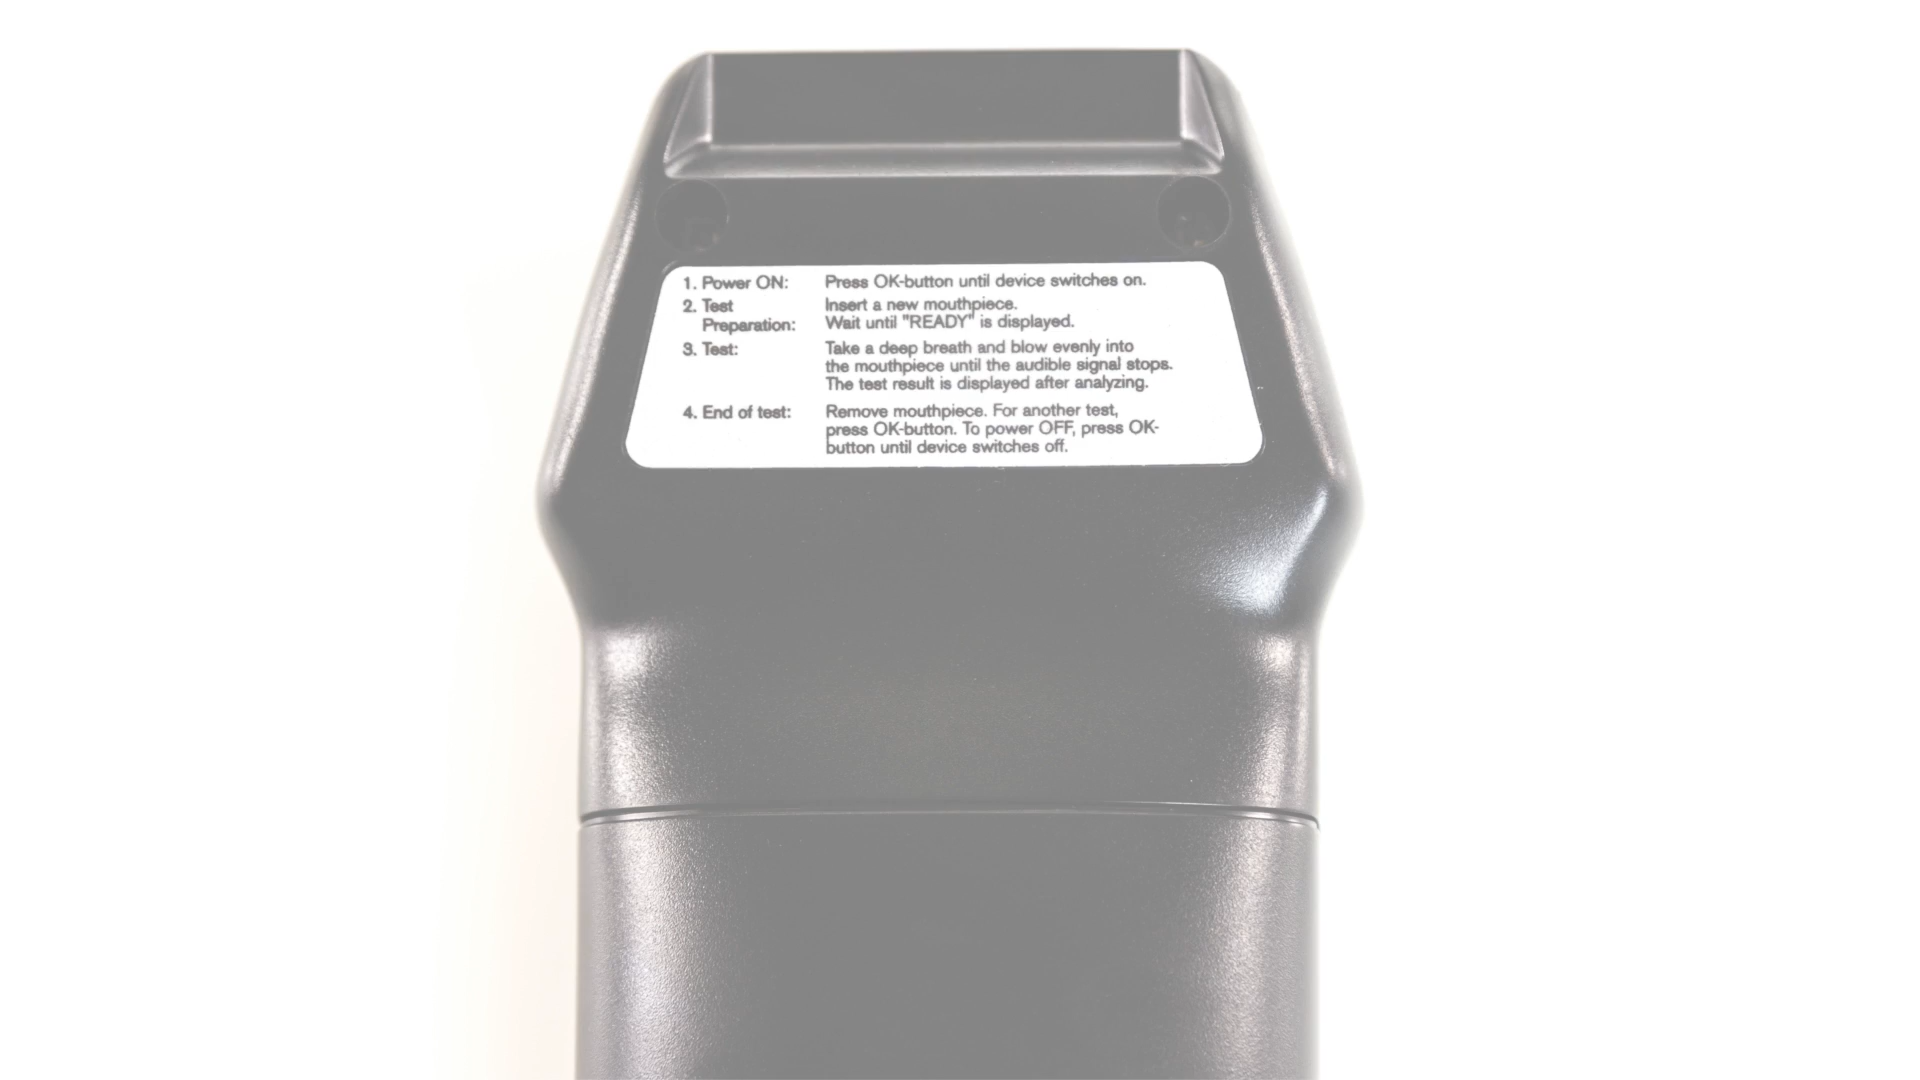 1. Power ON: Press OK-button until device switches on.
2. Test Insert a new mouthpiece.
Preparation: Wait until "READY" is displayed.
3. Test: Take a deep breath and blow evenly into
the mouthpiece until the audible signal stops.
The test result is displayed after analyzing.
4. End of test: Remove mouthpiece. For another test,
press OK-button. To power OFF, press OK-
button until device switches off.